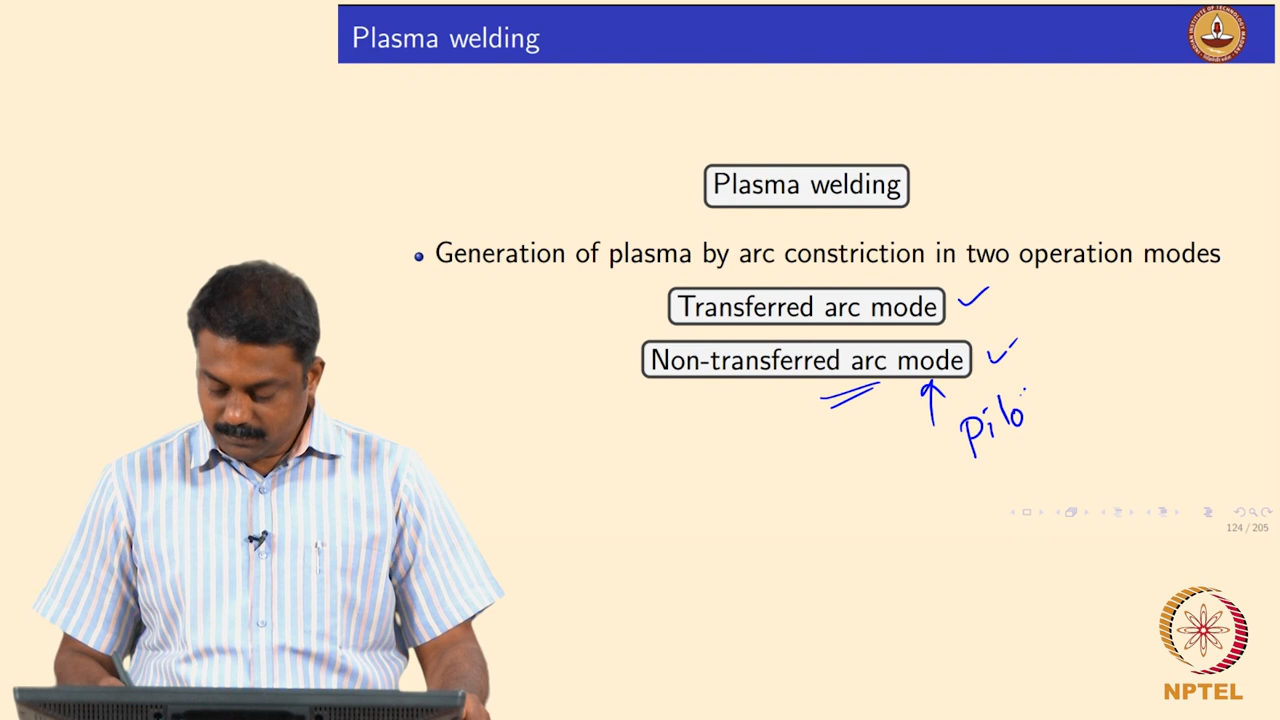 Plasma welding
Plasma welding
Generation of plasma by arc constriction in two operation modes
Transferred arc mode
Non-transferred arc mode
pilo
124 / 205
NPTEL